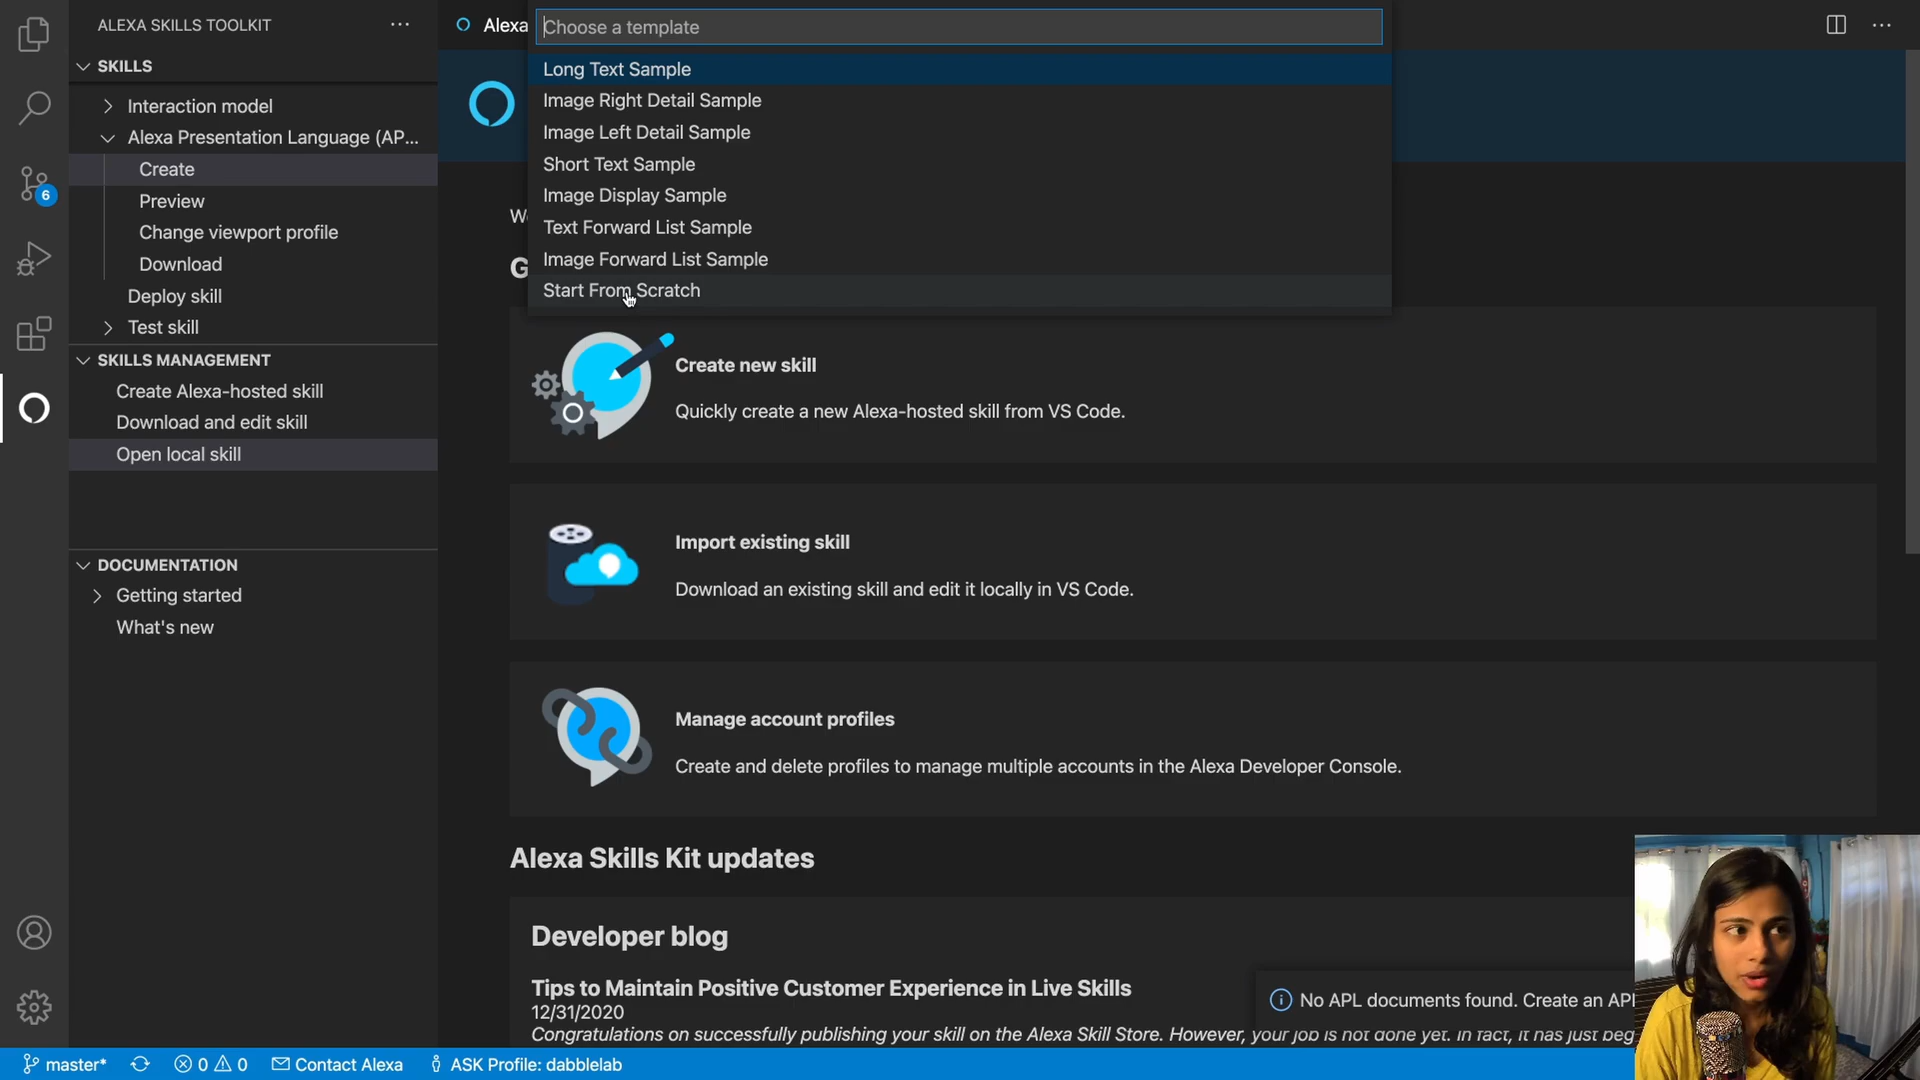 ALEXA SKILLS TOOLKIT
SKILLS
Interaction model
Alexa Presentation Language (AP...
Create
Preview
Change viewport profile
Download
Deploy skill
Test skill
SKILLS MANAGEMENT
Create Alexa-hosted skill
Download and edit skill
Open local skill
DOCUMENTATION
Getting started
What's new
6
Alexa
Choose a template
Long Text Sample
Image Right Detail Sample
Image Left Detail Sample
Short Text Sample
Image Display Sample
Text Forward List Sample
Image Forward List Sample
Start From Scratch
Create new skill
Quickly create a new Alexa-hosted skill from VS Code.
Import existing skill
Download an existing skill and edit it locally in VS Code.
Manage account profiles
Create and delete profiles to manage multiple accounts in the Alexa Developer Console.
Alexa Skills Kit updates
Developer blog
Tips to Maintain Positive Customer Experience in Live Skills
12/31/2020
Congratulations on successfully publishing your skill on the Alexa Skill Store. However, your job is not done yet. In fact, it has just beg
No APL documents found. Create an APL
master* 0 0 Contact Alexa ASK Profile: dabblelab